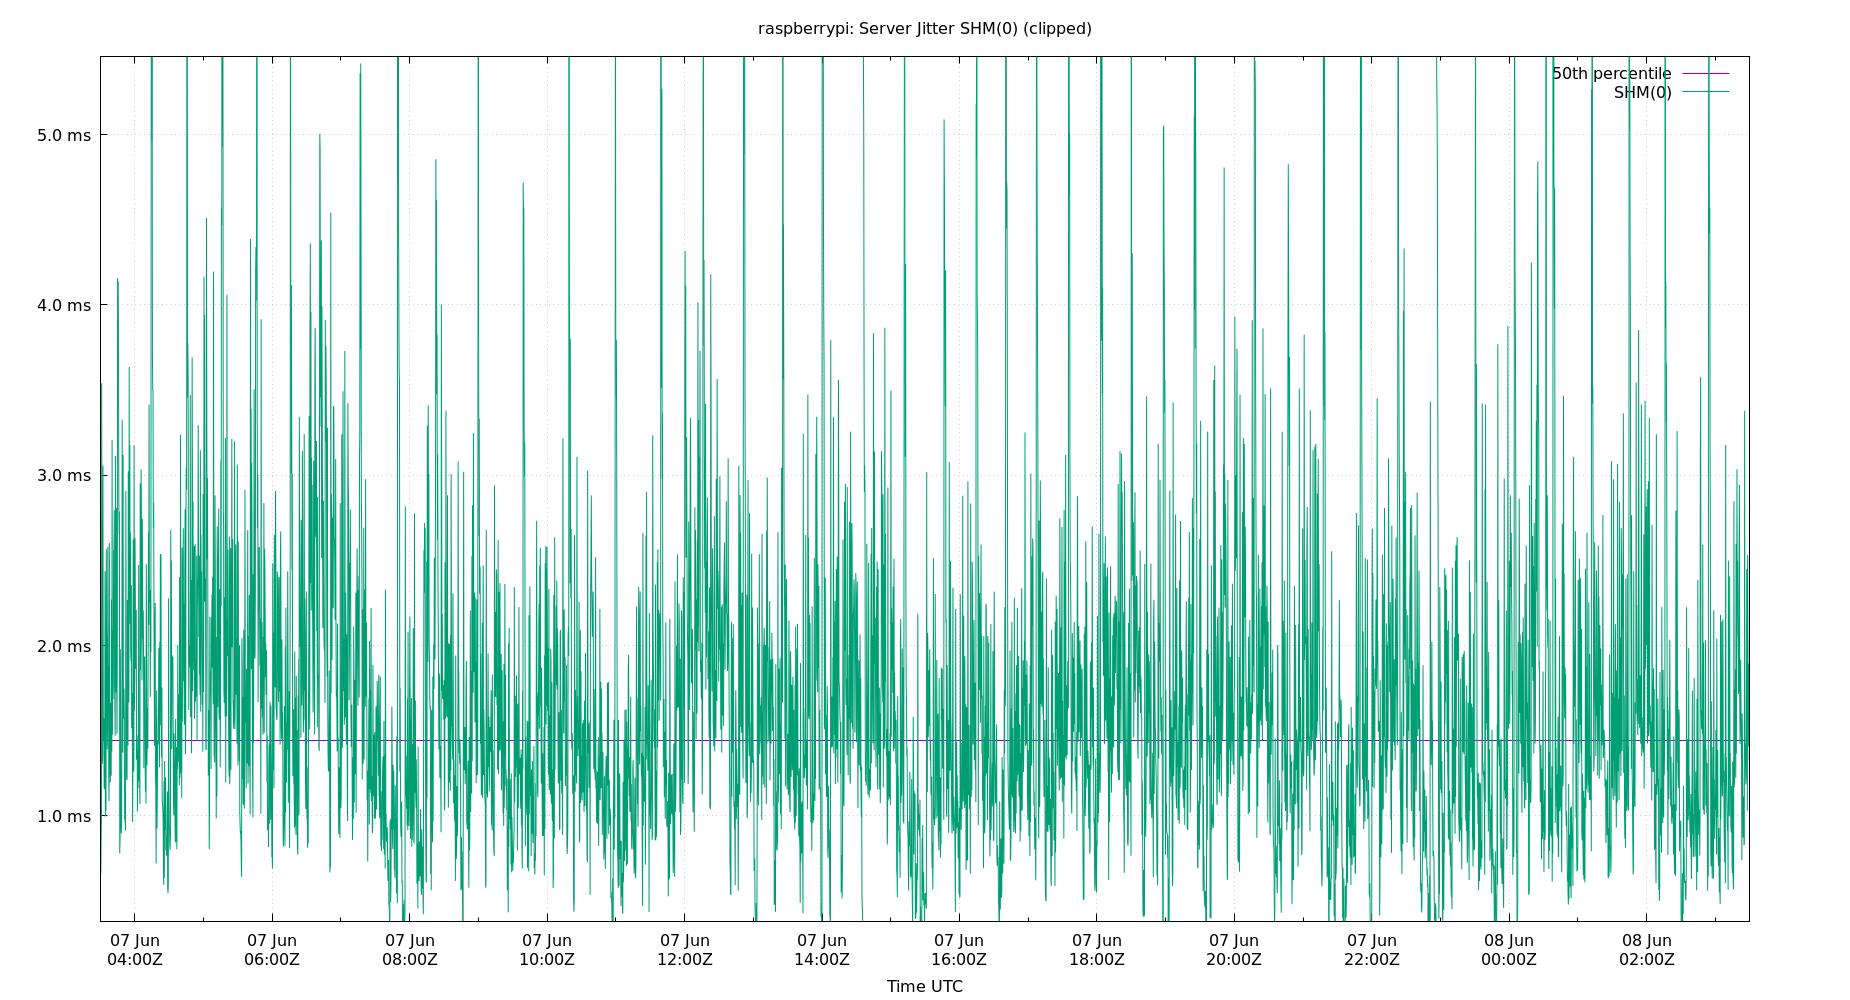 raspberrypi: Server Jitter SHM(0) (clipped)
50th percentile
SHM(0)
5.0 ms
4.0 ms
3.0 ms
2.0 ms
1.0 ms
07 Jun 07 Jun 07 Jun 07 Jun 07 Jun 07 Jun 07 Jun 07 Jun 07 Jun 07 Jun 08 Jun 08 Jun
04:00Z 06:00Z 08:00Z 10:00Z 12:00Z 14:00Z 16:00Z 18:00Z 20:00Z 22:00Z 00:00Z 02:00Z
Time UTC